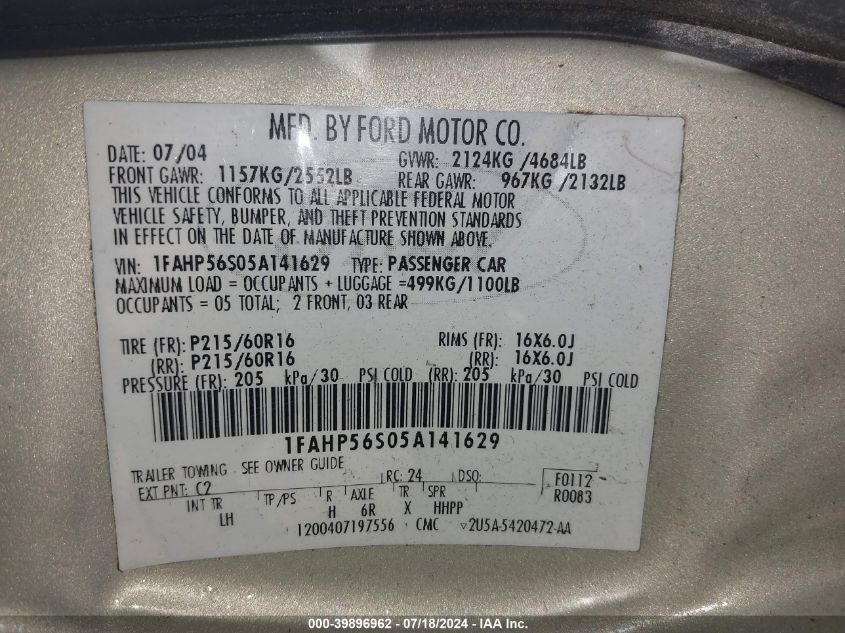 MFD. BY FORD MOTOR CO.
DATE: 07/04 GVWR: 2124KG /4684LB
FRONT GAWR: 1157KG/2552LB REAR GAWR: 967KG /2132LB
THIS VEHICLE CONFORMS TO ALL APPLICABLE FEDERAL MOTOR
VEHICLE SAFETY, BUMPER, AND THEFT PREVENTION STANDARDS
IN EFFECT ON THE DATE OF MANUFACTURE SHOWN ABOVE.
VIN: 1FAHP56S05A141629 TYPE: PASSENGER CAR
MAXIMUM LOAD = OCCUPANTS + LUGGAGE =499KG/1100LB
OCCUPANTS = 05 TOTAL; 2 FRONT, 03 REAR
TIRE (FR): P215/60R16 RIMS (FR): 16X6.0J
(RR): P215/60R16 (RR): 16X6.0J
PRESSURE (FR): 205 kPa/30 PSI COLD (RR): 205 kPa/30 PSI COLD
1FAHP56S05A141629
TRAILER TOWING - SEE OWNER GUIDE
EXT PNT: C2 RC: 24 DSO: F0112
INT TR TP/PS R AXLE TR SPR R0083
LH H 6R X HHPP
1200407197556 CMC 2U5A-5420472-AA
000-39896962 - 07/18/2024 - IAA Inc.